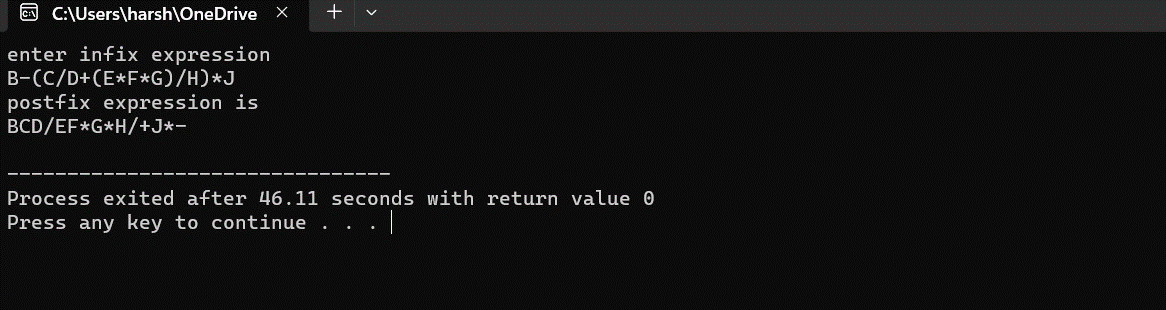 C:\Users\harsh\OneDrive
enter infix expression
B-(C/D+(E*F*G)/H)*J
postfix expression is
BCD/EF*G*H/+J*-
--------------------------------
Process exited after 46.11 seconds with return value 0
Press any key to continue . . .